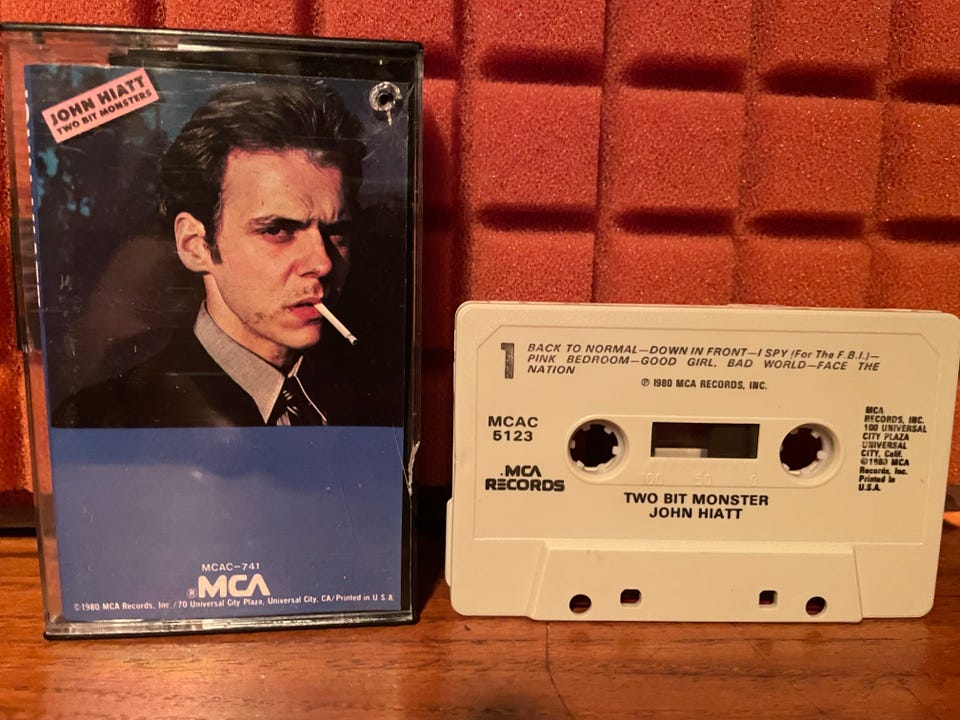 JOHN HIATT
TWO BIT MONSTERS
MCAC-741
® MCA
©1980 MCA Records, Inc./70 Universal City Plaza, Universal City, CA/Printed in U.S.A.
1
BACK TO NORMAL—DOWN IN FRONT—I SPY (For The F.B.I.)—
PINK BEDROOM—GOOD GIRL, BAD WORLD—FACE THE
NATION
℗ 1980 MCA RECORDS, INC.
MCAC
5123
.MCA
RECORDS
100 50 0
TWO BIT MONSTER
JOHN HIATT
MCA
RECORDS, INC.
100 UNIVERSAL
CITY PLAZA
UNIVERSAL
CITY, Calif.
©1980 MCA
Records, Inc.
Printed in
U.S.A.